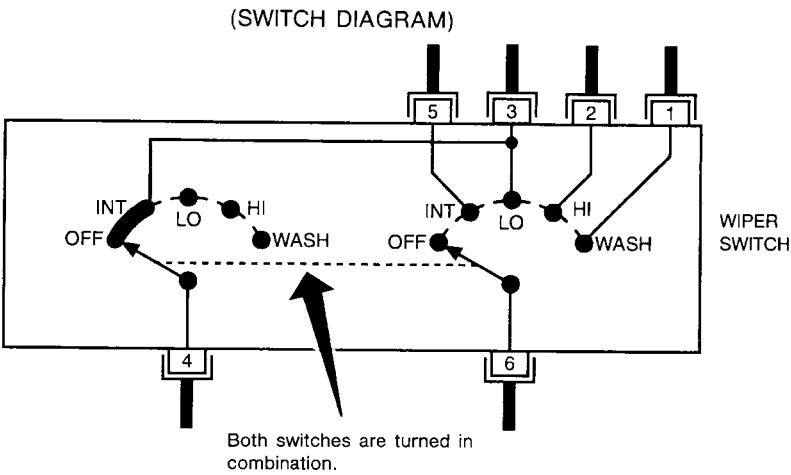 (SWITCH DIAGRAM)
5 3 2 1
INT LO HI
OFF WASH
INT LO HI
OFF WASH
WIPER
SWITCH
4 6
Both switches are turned in
combination.